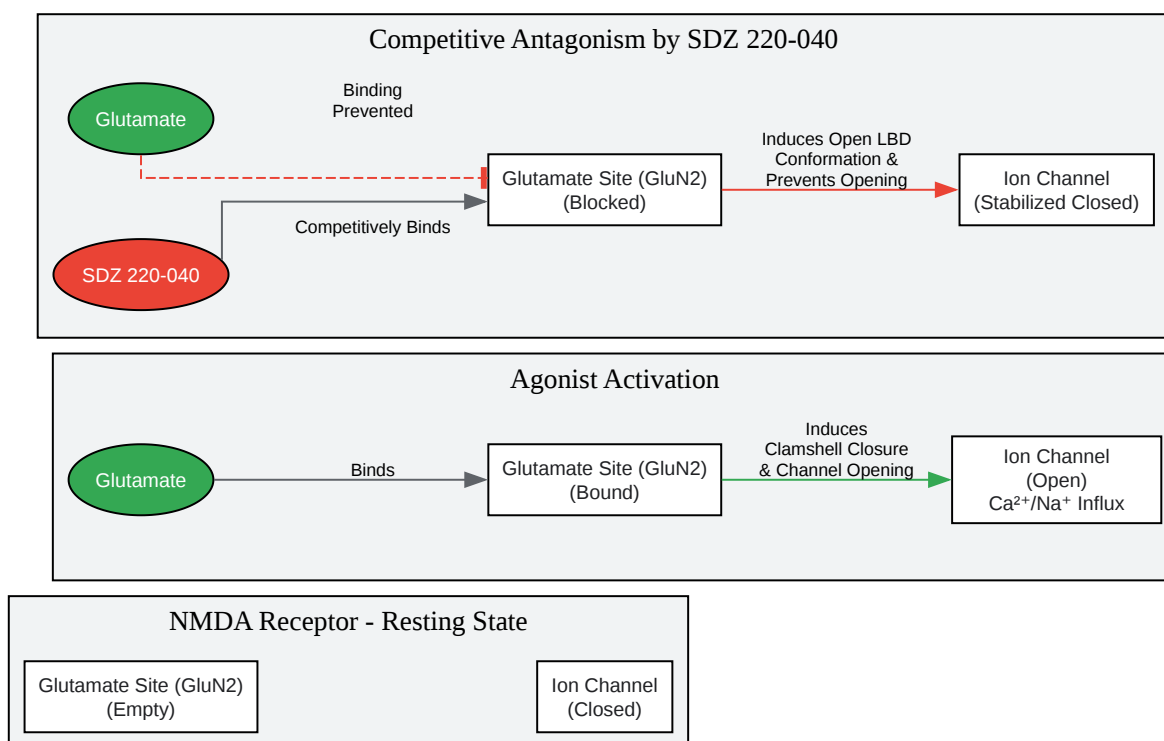 Competitive Antagonism by SDZ 220-040
Binding
Prevented
Glutamate
Induces Open LBD
Conformation &
Prevents Opening
Glutamate Site (GluN2)
(Blocked)
Ion Channel
(Stabilized Closed)
Competitively Binds
SDZ 220-040
Agonist Activation
Glutamate
Binds
Glutamate Site (GluN2)
(Bound)
Induces
Clamshell Closure
& Channel Opening
Ion Channel
(Open)
Ca²⁺/Na⁺ Influx
NMDA Receptor - Resting State
Glutamate Site (GluN2)
(Empty)
Ion Channel
(Closed)